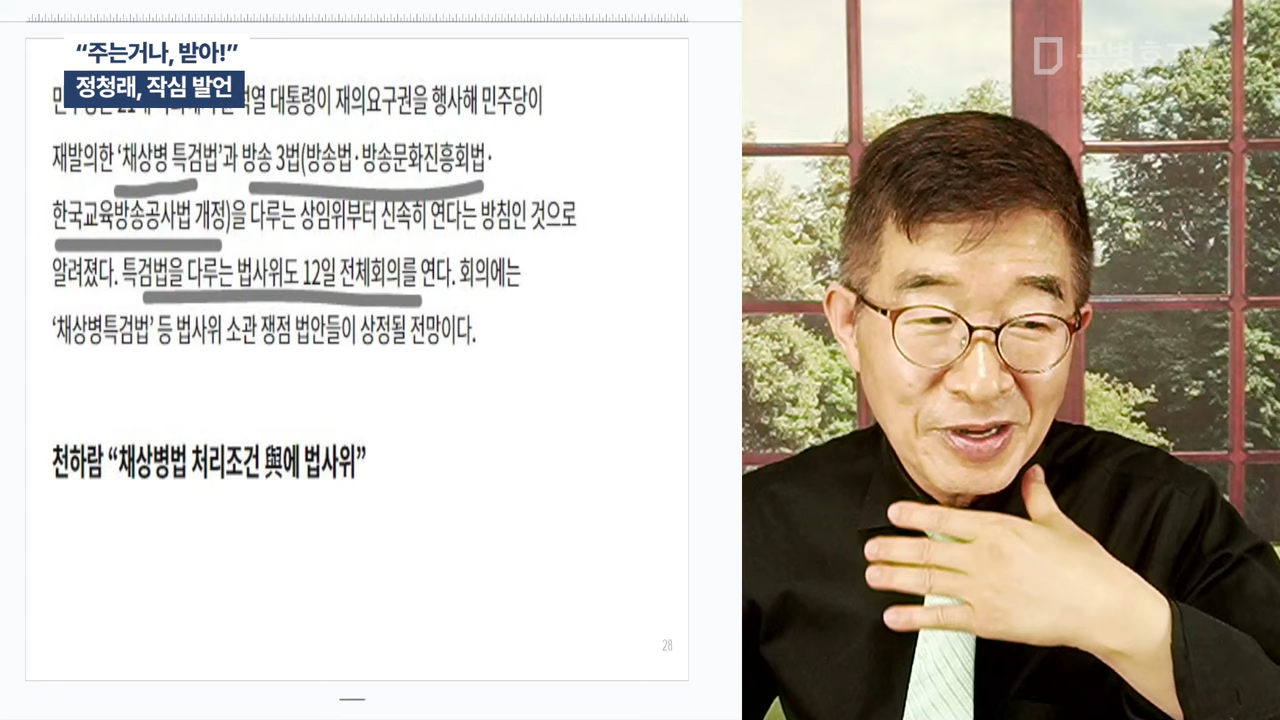 “주는거나, 받아!”
정청래, 작심 발언
대통령이 재의요구권을 행사해 민주당이
재발의한 ‘채상병 특검법’과 방송 3법(방송법·방송문화진흥회법·
한국교육방송공사법 개정)을 다루는 상임위부터 신속히 연다는 방침인 것으로
알려졌다. 특검법을 다루는 법사위도 12일 전체회의를 연다. 회의에는
‘채상병특검법’ 등 법사위 소관 쟁점 법안들이 상정될 전망이다.
천하람 “채상병법 처리조건 與에 법사위”
28